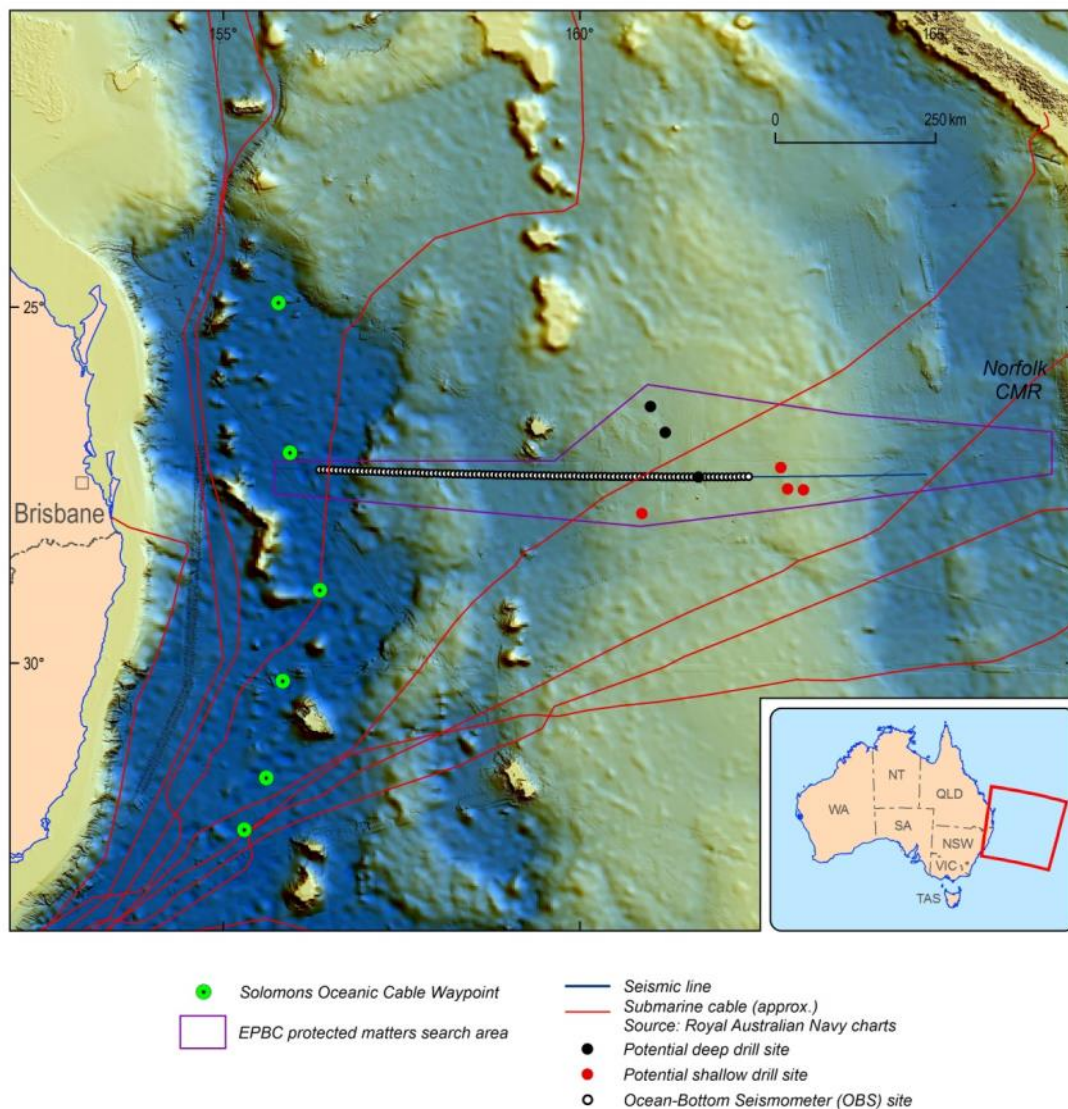 155°
160°
165°
0
250 km
25°
Norfolk
CMR
Brisbane
30°
NT
QLD
WA
SA
NSW
VIC
TAS
Solomons Oceanic Cable Waypoint
EPBC protected matters search area
Seismic line
Submarine cable (approx.)
Source: Royal Australian Navy charts
Potential deep drill site
Potential shallow drill site
Ocean-Bottom Seismometer (OBS) site